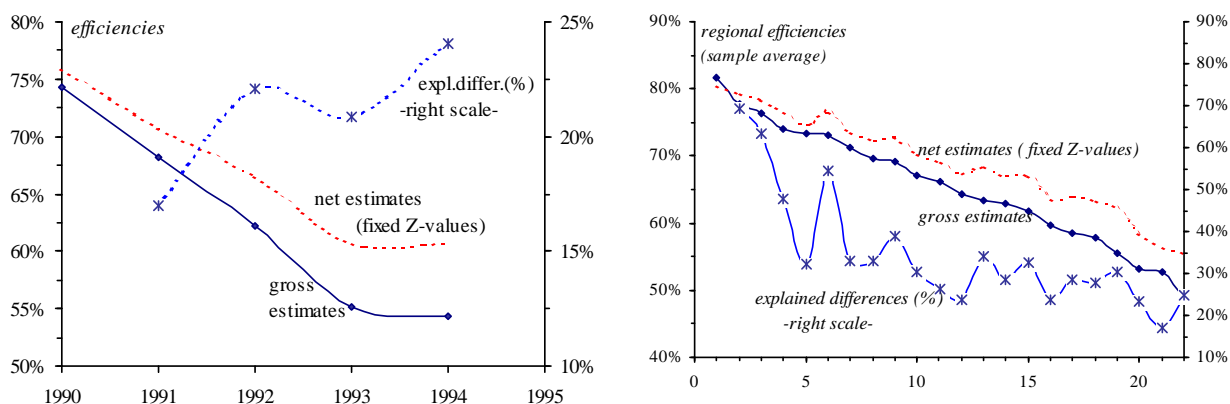 80%
75%
70%
65%
60%
55%
50%
efficiencies
expl.differ.(%)
-right scale-
net estimates
(fixed Z-values)
gross
estimates
25%
20%
15%
10%
1990
1991
1992
1993
1994
1995
90%
80%
70%
60%
50%
40%
regional efficiencies
(sample average)
net estimates ( fixed Z-values)
gross estimates
explained differences (%)
-right scale-
90%
80%
70%
60%
50%
40%
30%
20%
10%
0
5
10
15
20